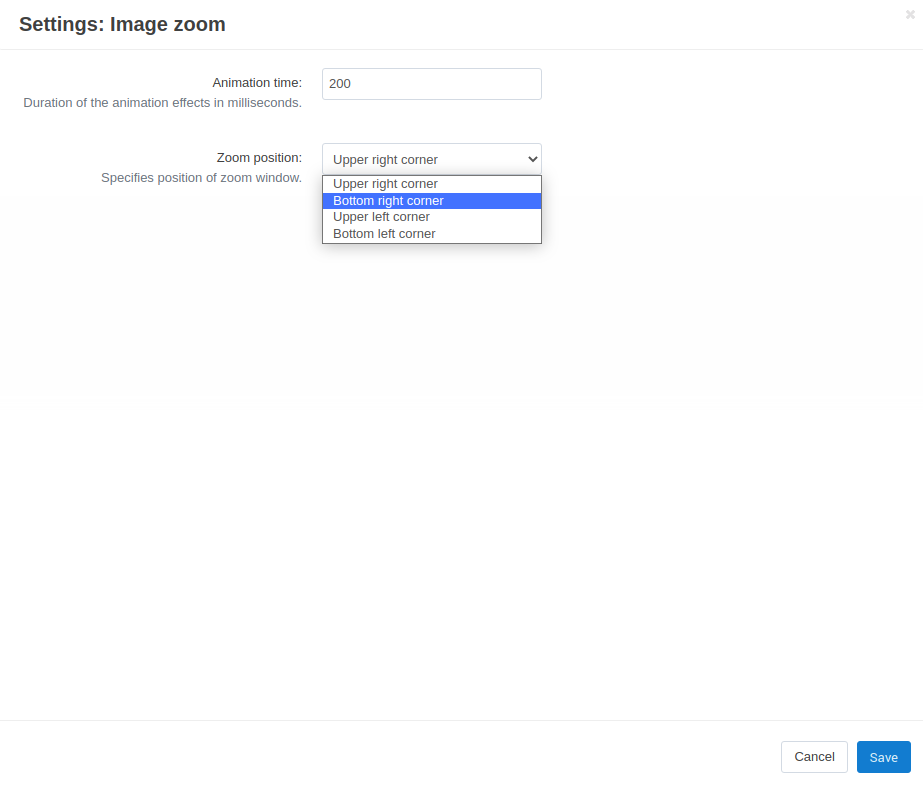 Settings: Image zoom
×
Animation time:
200
Duration of the animation effects in milliseconds.
Zoom position:
Upper right corner
Specifies position of zoom window.
Upper right corner
Bottom right corner
Upper left corner
Bottom left corner
Cancel
Save